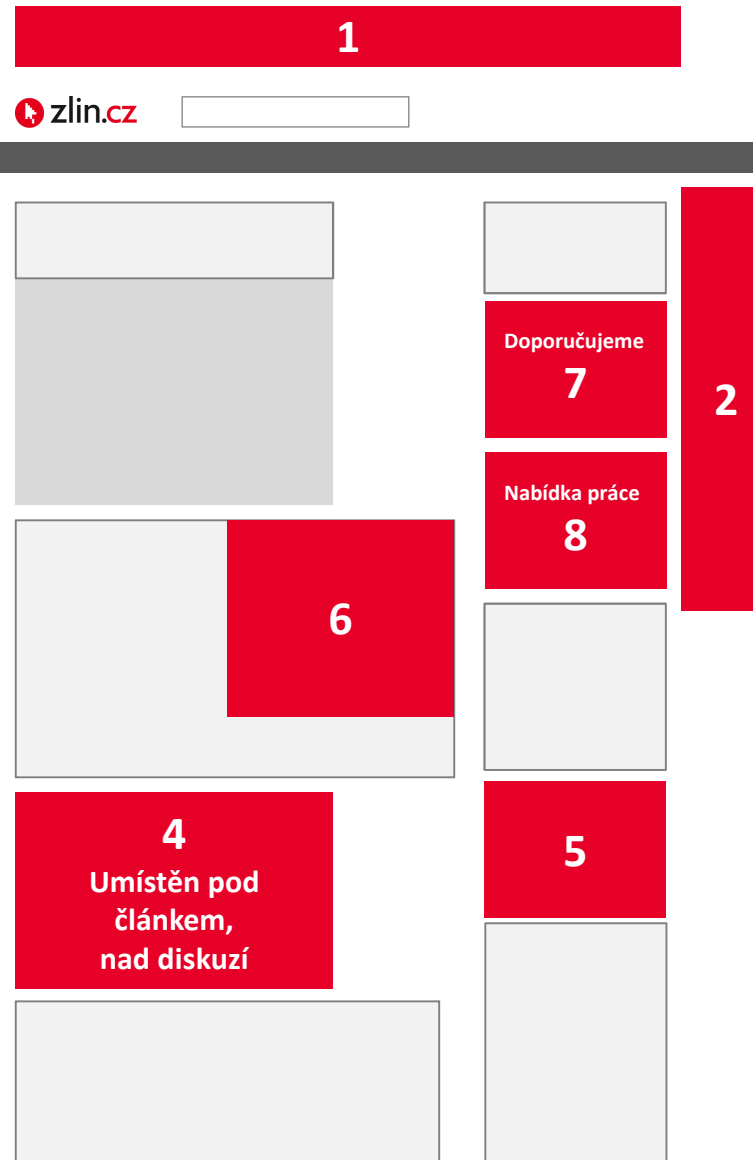 1
zlin.cz
Doporučujeme
7
2
Nabídka práce
8
6
4
Umístěn pod
článkem,
nad diskuzí
5